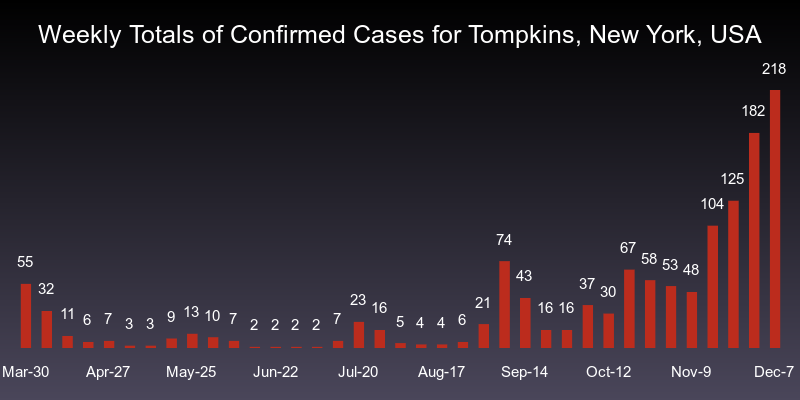 Weekly Totals of Confirmed Cases for Tompkins, New York, USA
55 32 11 6 7 3 3 9 13 10 7 2 2 2 2 7 23 16 5 4 4 6 21 74 43 16 16 37 30 67 58 53 48 104 125 182 218
Mar-30 Apr-27 May-25 Jun-22 Jul-20 Aug-17 Sep-14 Oct-12 Nov-9 Dec-7